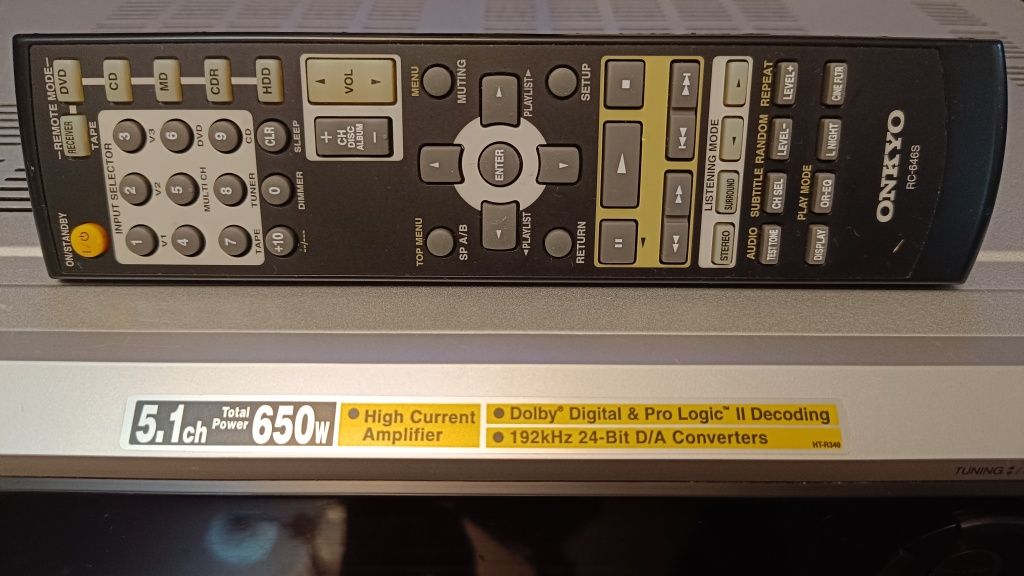 -REMOTE MODE-
DVD
CD
MD
CDR
HDD
RECEIVER
TAPE
INPUT SELECTOR
3
V3
6
DVD
9
CD
CLR
SLEEP
2
V2
5
MULTI CH
8
TUNER
0
DIMMER
1
V1
4
7
TAPE
+10
-/---
ON/STANDBY
I/
VOL
+
CH
DISC
ALBUM
-
MENU
MUTING
PLAYLIST
SETUP
ENTER
TOP MENU
SP A/B
PLAYLIST
RETURN
LISTENING MODE
SURROUND
STEREO
REPEAT
RANDOM
SUBTITLE
AUDIO
LEVEL+
LEVEL-
CH SEL
TEST TONE
PLAY MODE
CINE FLTR
L NIGHT
CIR-EQ
DISPLAY
ONKYO
RC-646S
5.1ch
Total
Power
650W
High Current
Amplifier
Dolby® Digital & Pro Logic™ II Decoding
192kHz 24-Bit D/A Converters
HT-R340
TUNING